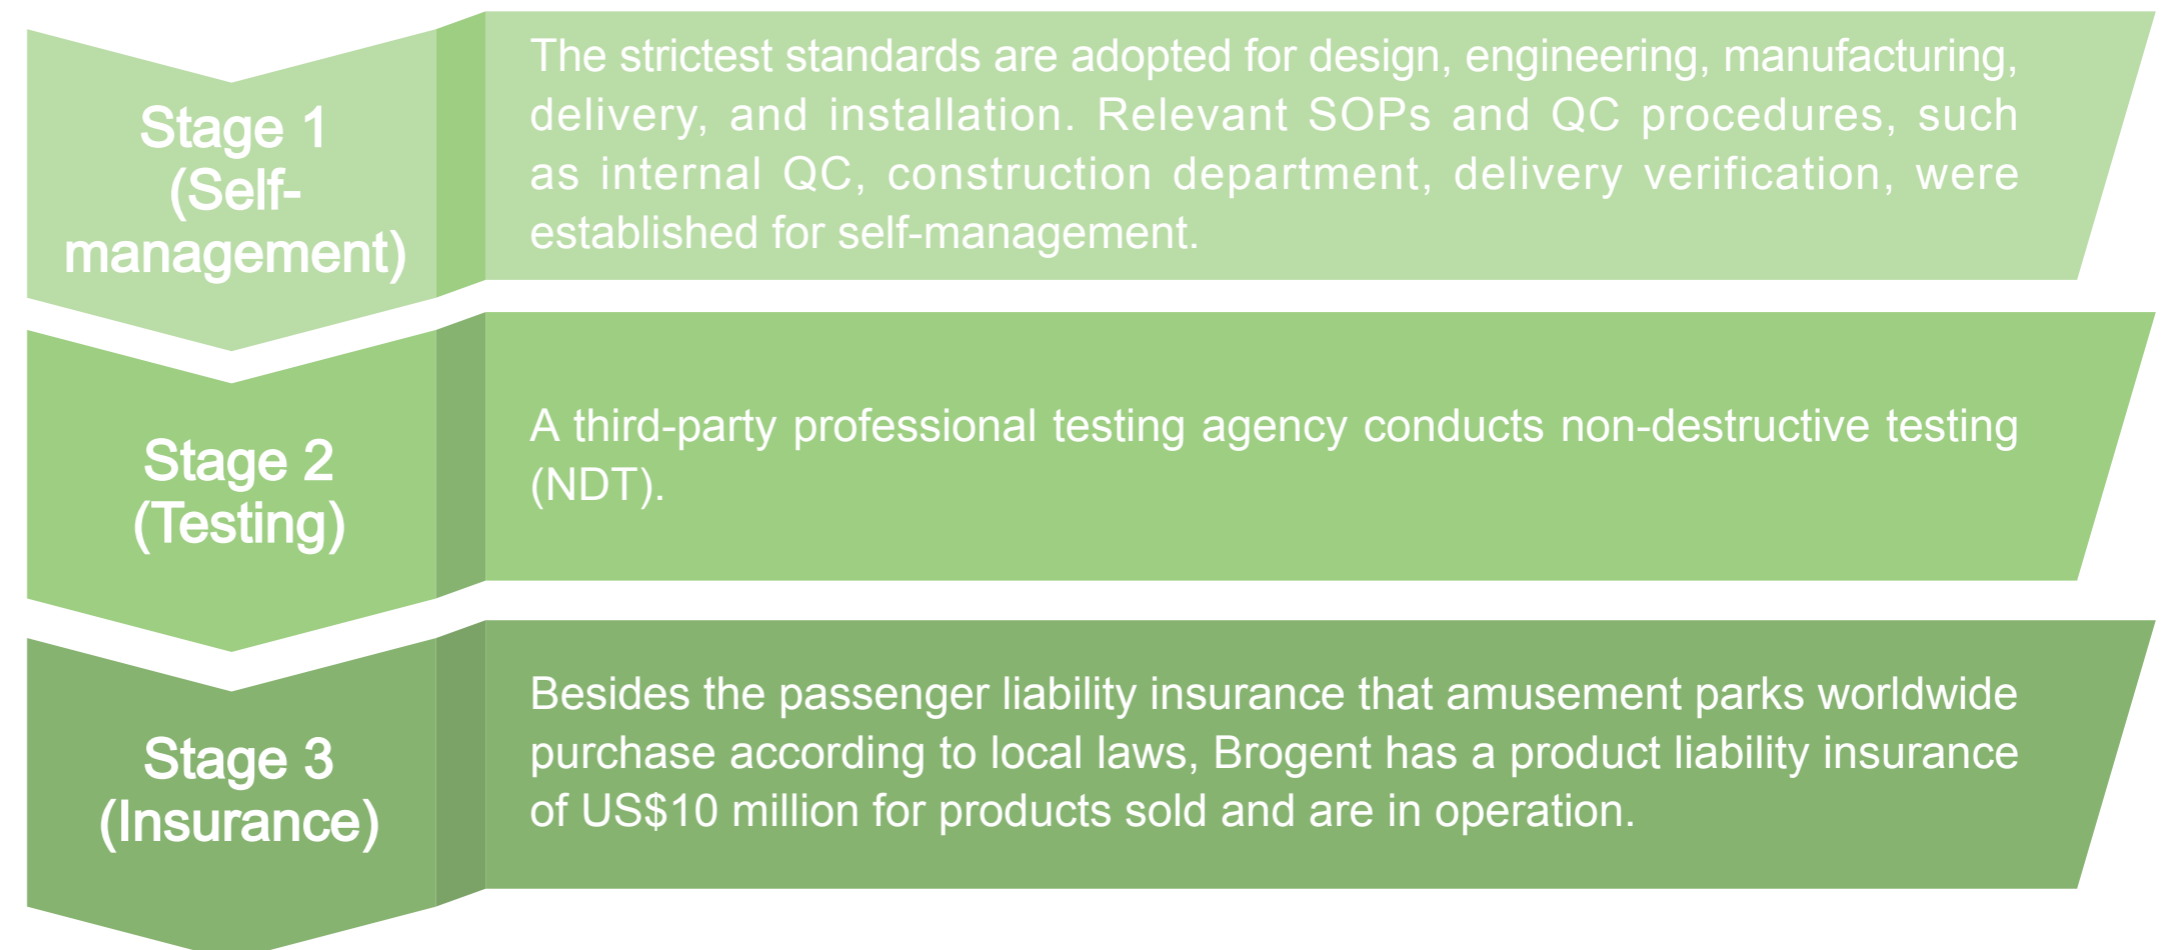 Stage 1
(Self-
management)
The strictest standards are adopted for design, engineering, manufacturing,
delivery, and installation. Relevant SOPs and QC procedures, such
as internal QC, construction department, delivery verification, were
established for self-management.
Stage 2
(Testing)
A third-party professional testing agency conducts non-destructive testing
(NDT).
Stage 3
(Insurance)
Besides the passenger liability insurance that amusement parks worldwide
purchase according to local laws, Brogent has a product liability insurance
of US$10 million for products sold and are in operation.